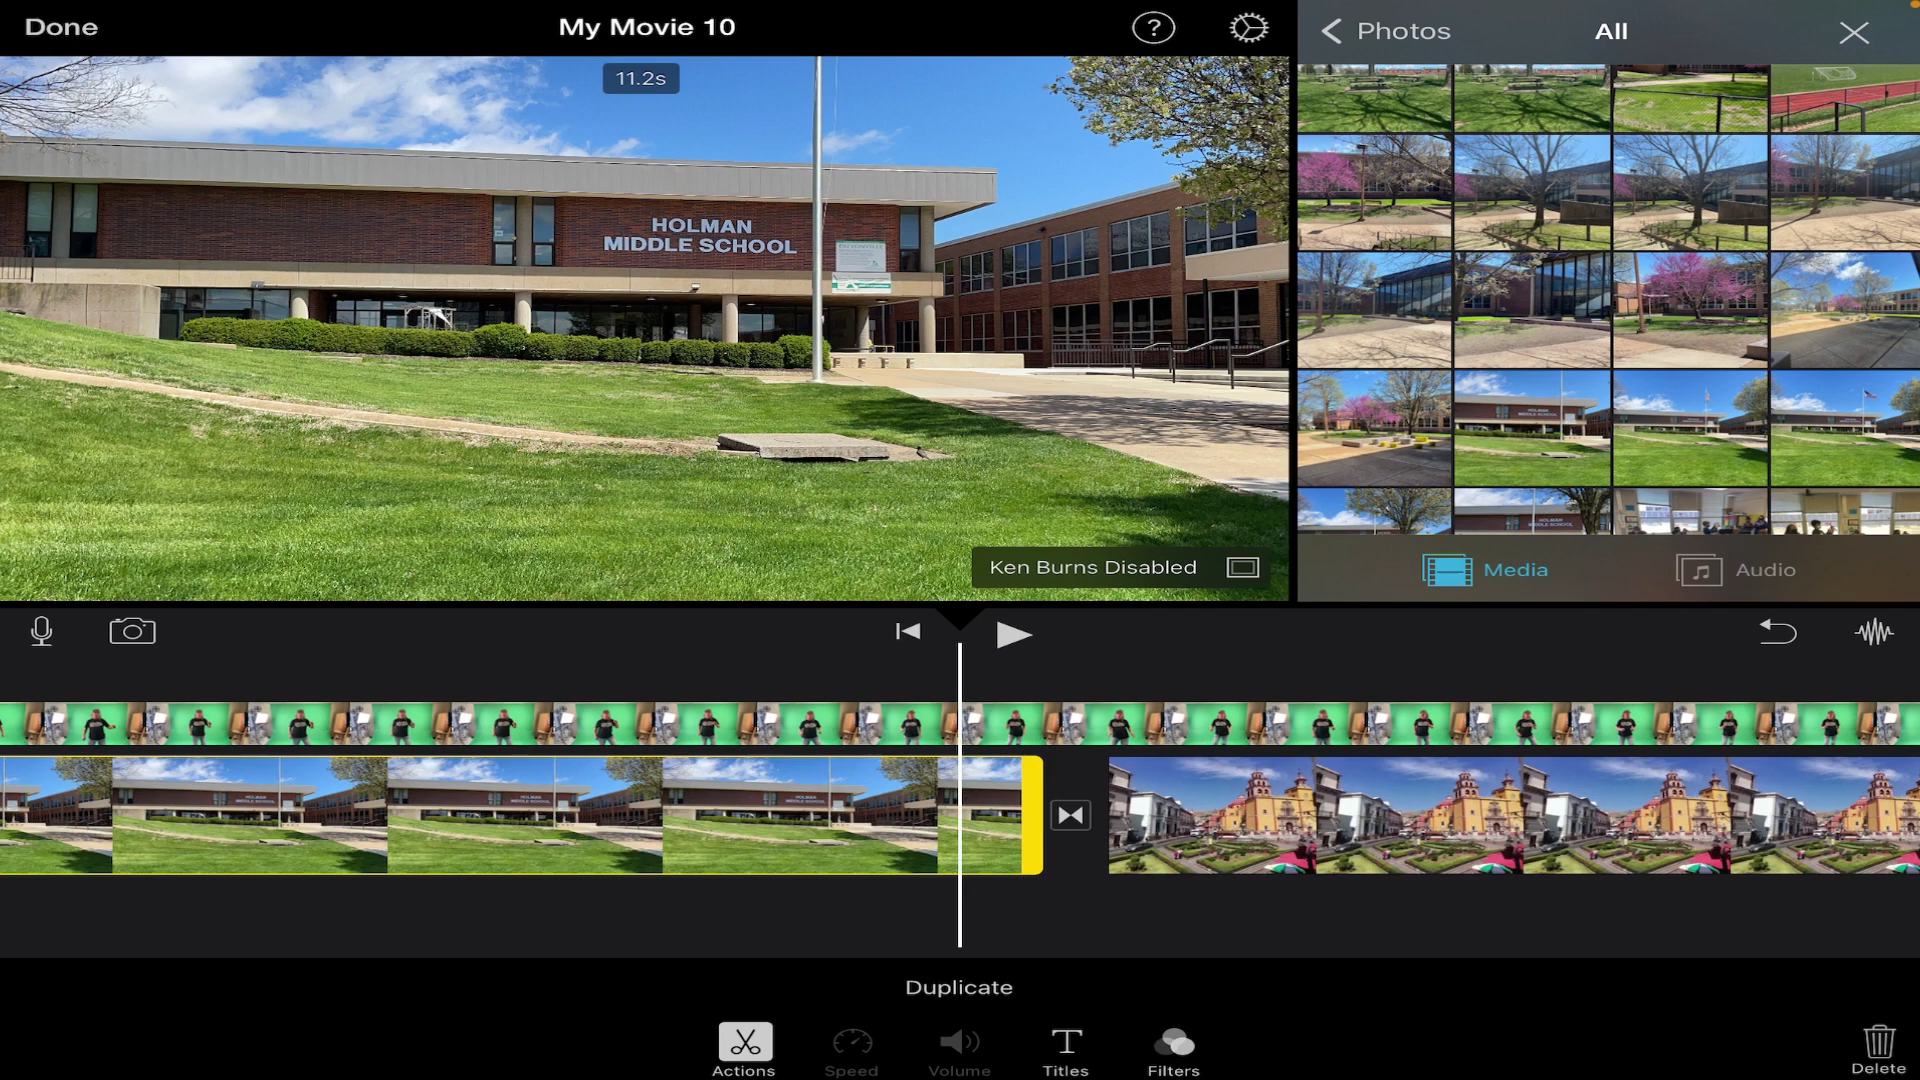 Done
My Movie 10
?
Photos
All
11.2s
HOLMAN
MIDDLE SCHOOL
Ken Burns Disabled
Media
Audio
Duplicate
Actions
Speed
Volume
Titles
Filters
Delete